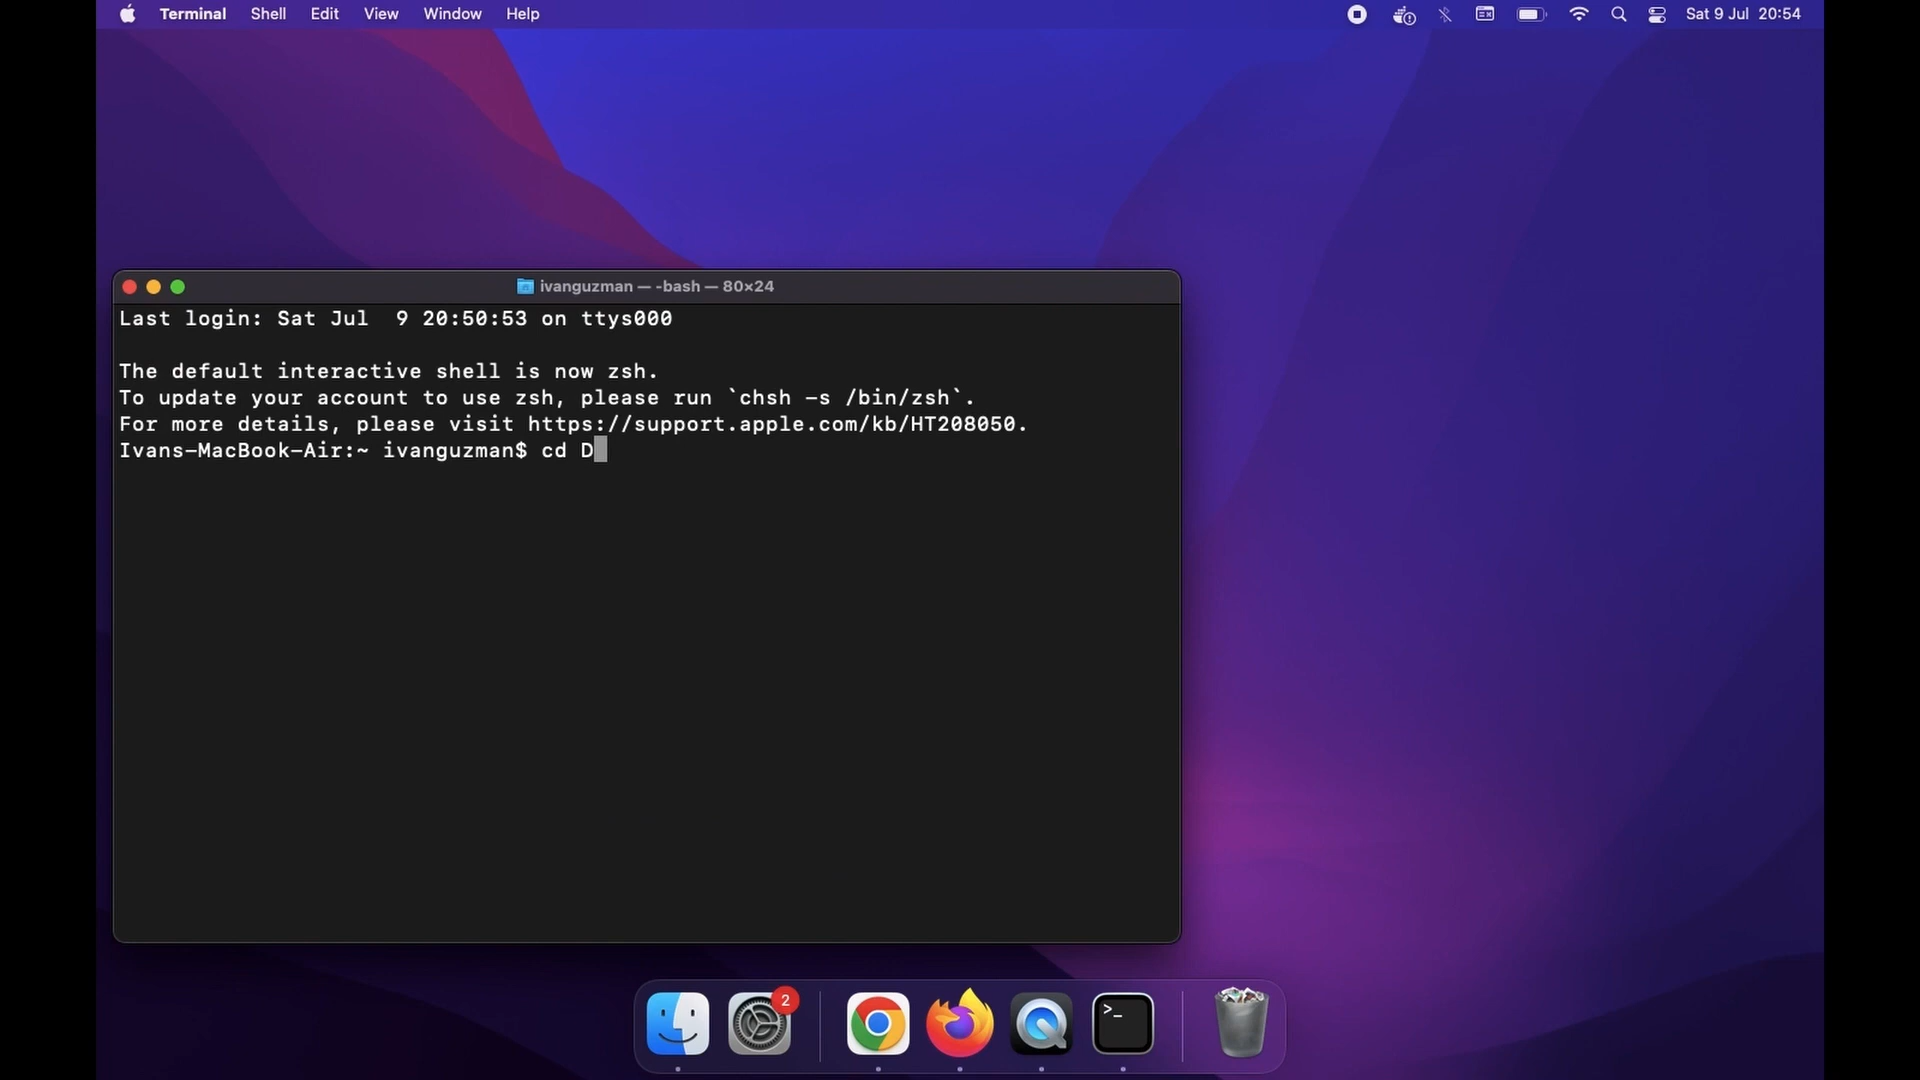 Terminal Shell Edit View Window Help Sat 9 Jul 20:54
ivanguzman — -bash — 80×24
Last login: Sat Jul  9 20:50:53 on ttys000
The default interactive shell is now zsh.
To update your account to use zsh, please run `chsh -s /bin/zsh`.
For more details, please visit https://support.apple.com/kb/HT208050.
Ivans-MacBook-Air:~ ivanguzman$ cd D
2
>_